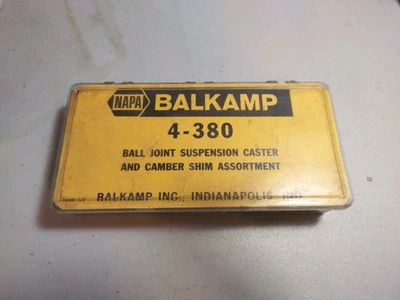 NAPA BALKAMP
4-380
BALL JOINT SUSPENSION CASTER
AND CAMBER SHIM ASSORTMENT
BALKAMP INC., INDIANAPOLIS, IND.